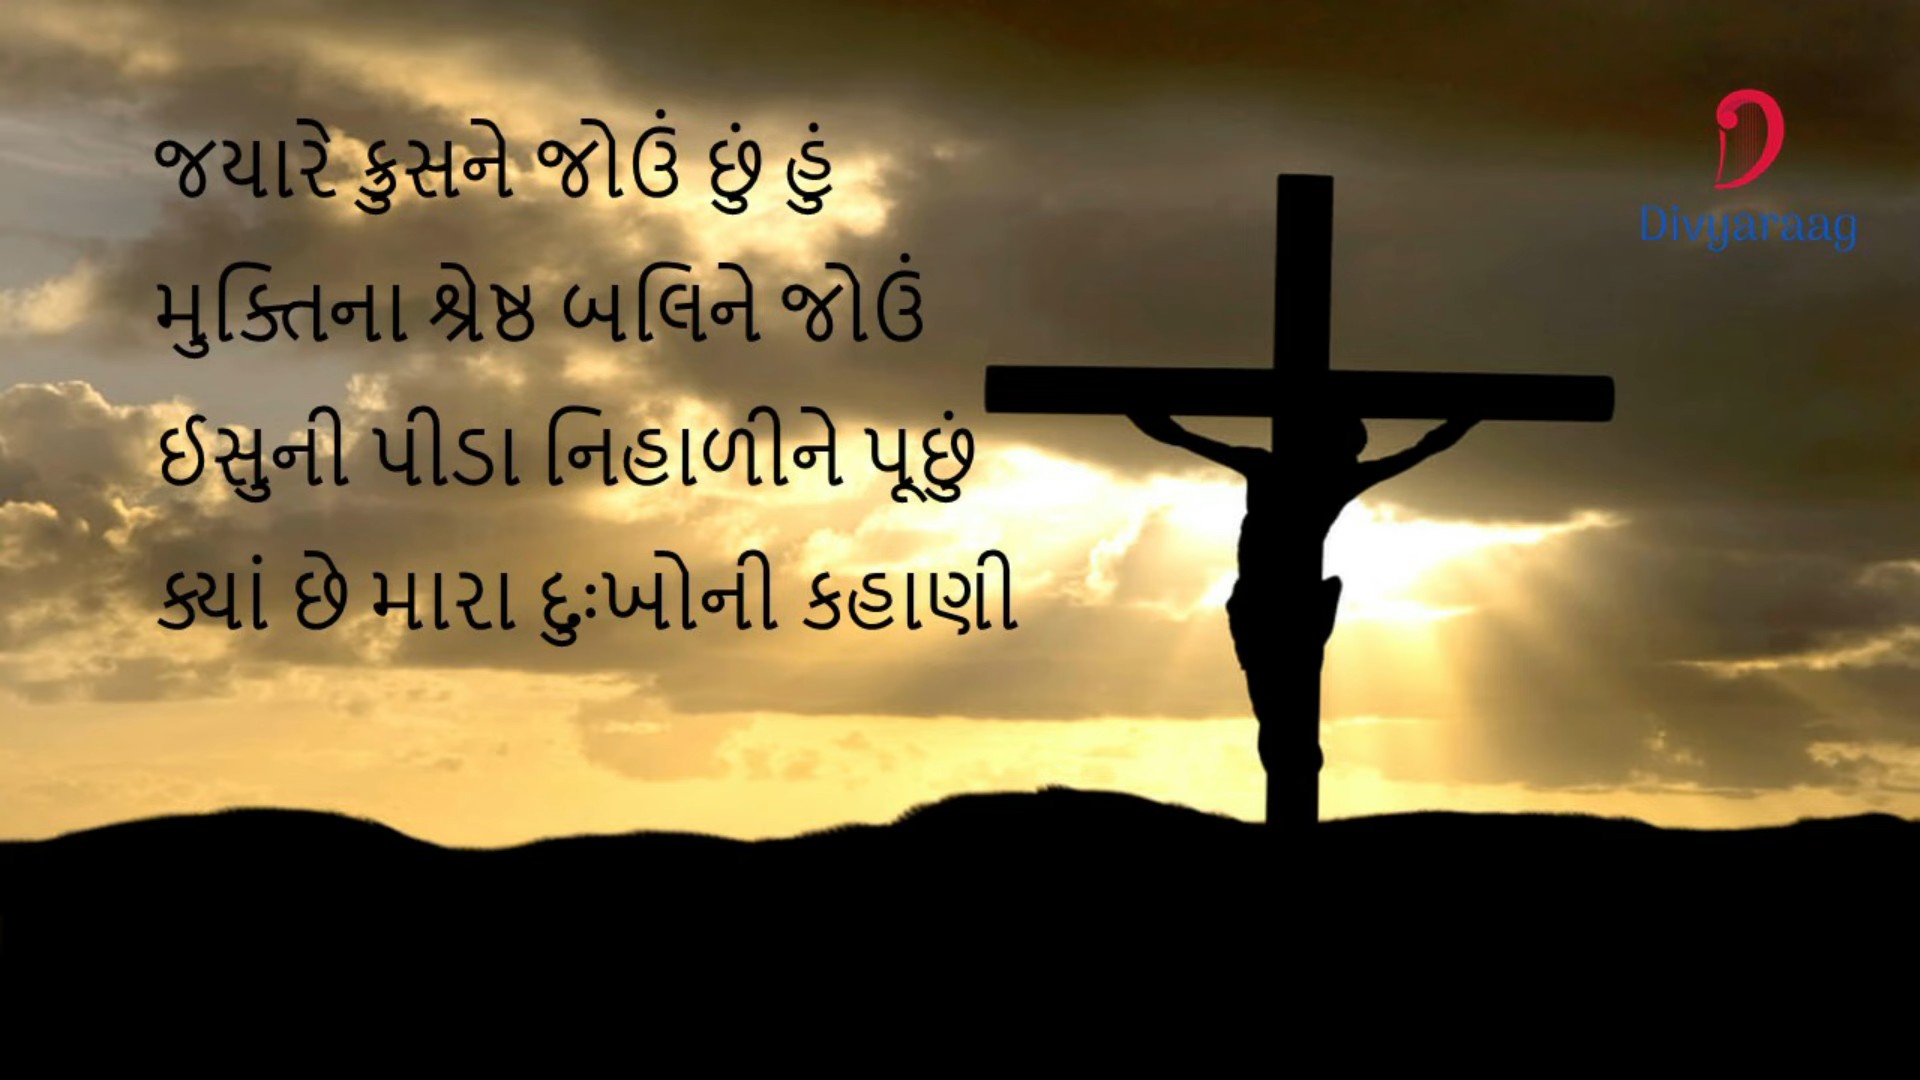 જયારે ક્રુસને જોઉં છું હું
મુક્તિના શ્રેષ્ઠ બલિને જોઉં
ઈસુની પીડા નિહાળીને પૂછું
ક્યાં છે મારા દુઃખોની કહાણી
Divyaraag